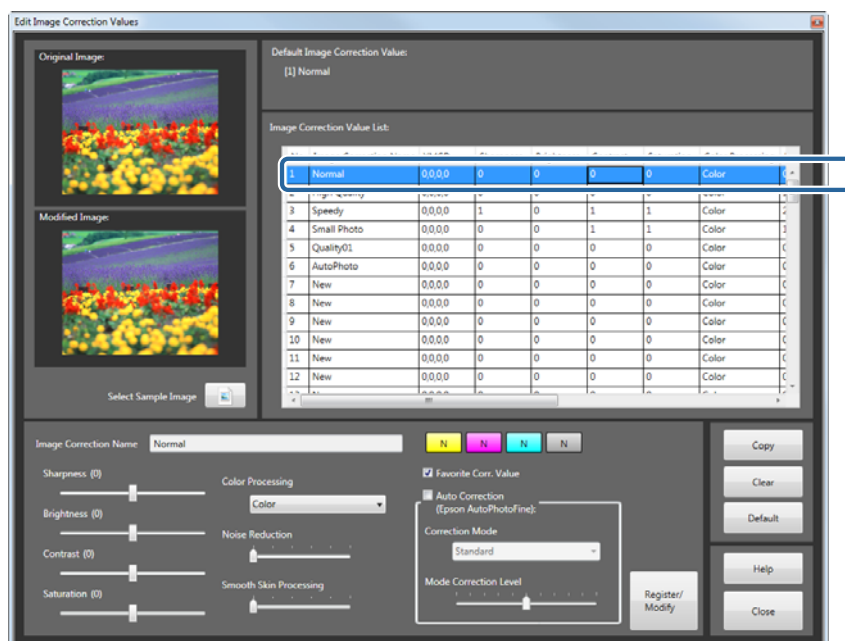 Edit Image Correction Values
Original Image:
Default Image Correction Value:
[1] Normal
Image Correction Value List:
1 Normal 0,0,0,0 0 0 0 0 Color
3 Speedy 0,0,0,0 1 0 1 1 Color
4 Small Photo 0,0,0,0 0 0 1 1 Color
5 Quality01 0,0,0,0 0 0 0 0 Color
6 AutoPhoto 0,0,0,0 0 0 0 0 Color
7 New 0,0,0,0 0 0 0 0 Color
8 New 0,0,0,0 0 0 0 0 Color
9 New 0,0,0,0 0 0 0 0 Color
10 New 0,0,0,0 0 0 0 0 Color
11 New 0,0,0,0 0 0 0 0 Color
12 New 0,0,0,0 0 0 0 0 Color
Modified Image:
Select Sample Image
Image Correction Name Normal
N N N N
Sharpness (0)
Brightness (0)
Contrast (0)
Saturation (0)
Color Processing
Color
Noise Reduction
Smooth Skin Processing
Favorite Corr. Value
Auto Correction
(Epson AutoPhotoFine):
Correction Mode
Standard
Mode Correction Level
Register/
Modify
Copy
Clear
Default
Help
Close